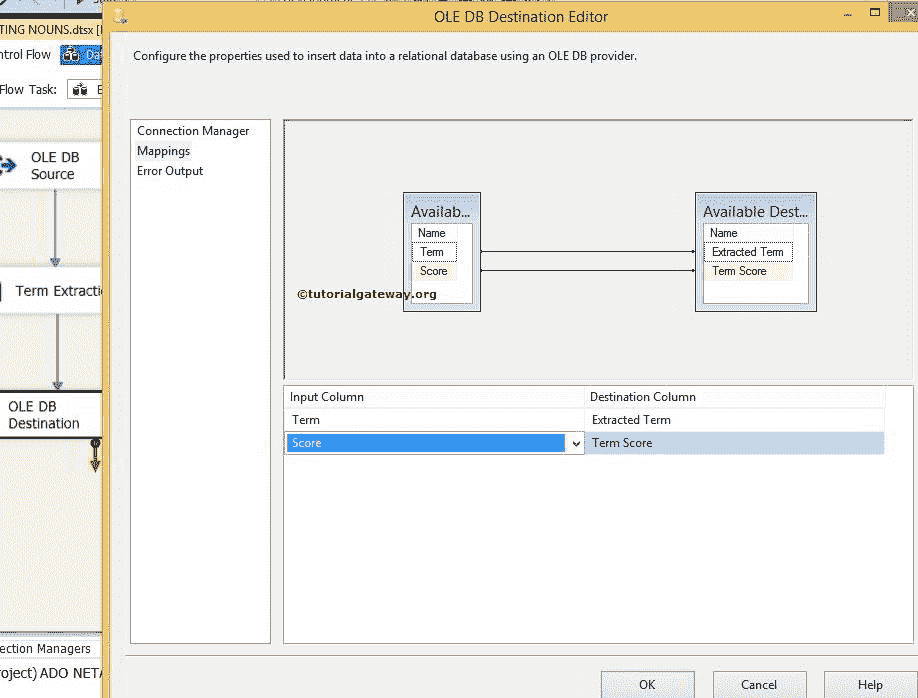 OLE DB Destination Editor
TING NOUNS.dtsx [
ntrol Flow
Da
Flow Task:
E
OLE DB
Source
Term Extractio
OLE DB
Destination
ection Managers
roject) ADO NET
Configure the properties used to insert data into a relational database using an OLE DB provider.
Connection Manager
Mappings
Error Output
Availab...
Name
Term
Score
Available Dest...
Name
Extracted Term
Term Score
©tutorialgateway.org
Input Column Destination Column
Term Extracted Term
Score Term Score
OK Cancel Help